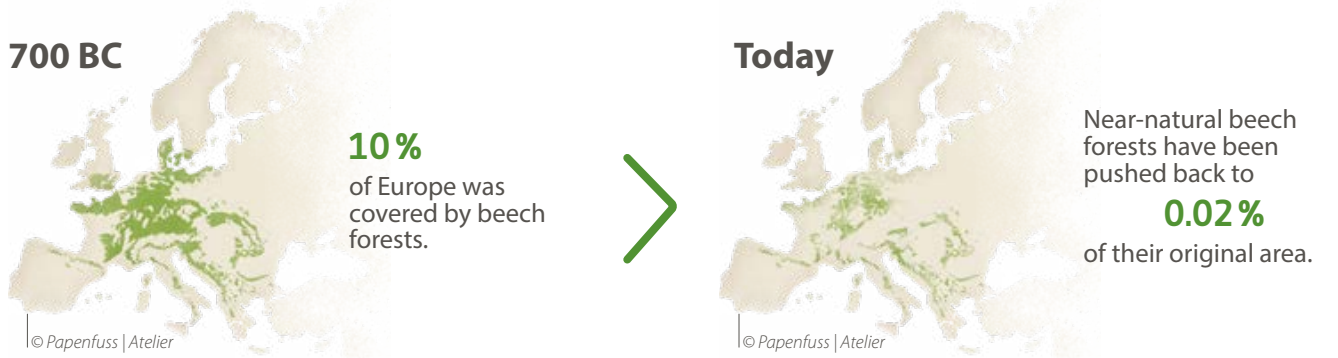 700 BC
10 %
of Europe was
covered by beech
forests.
© Papenfuss | Atelier
Today
Near-natural beech
forests have been
pushed back to
0.02 %
of their original area.
© Papenfuss | Atelier